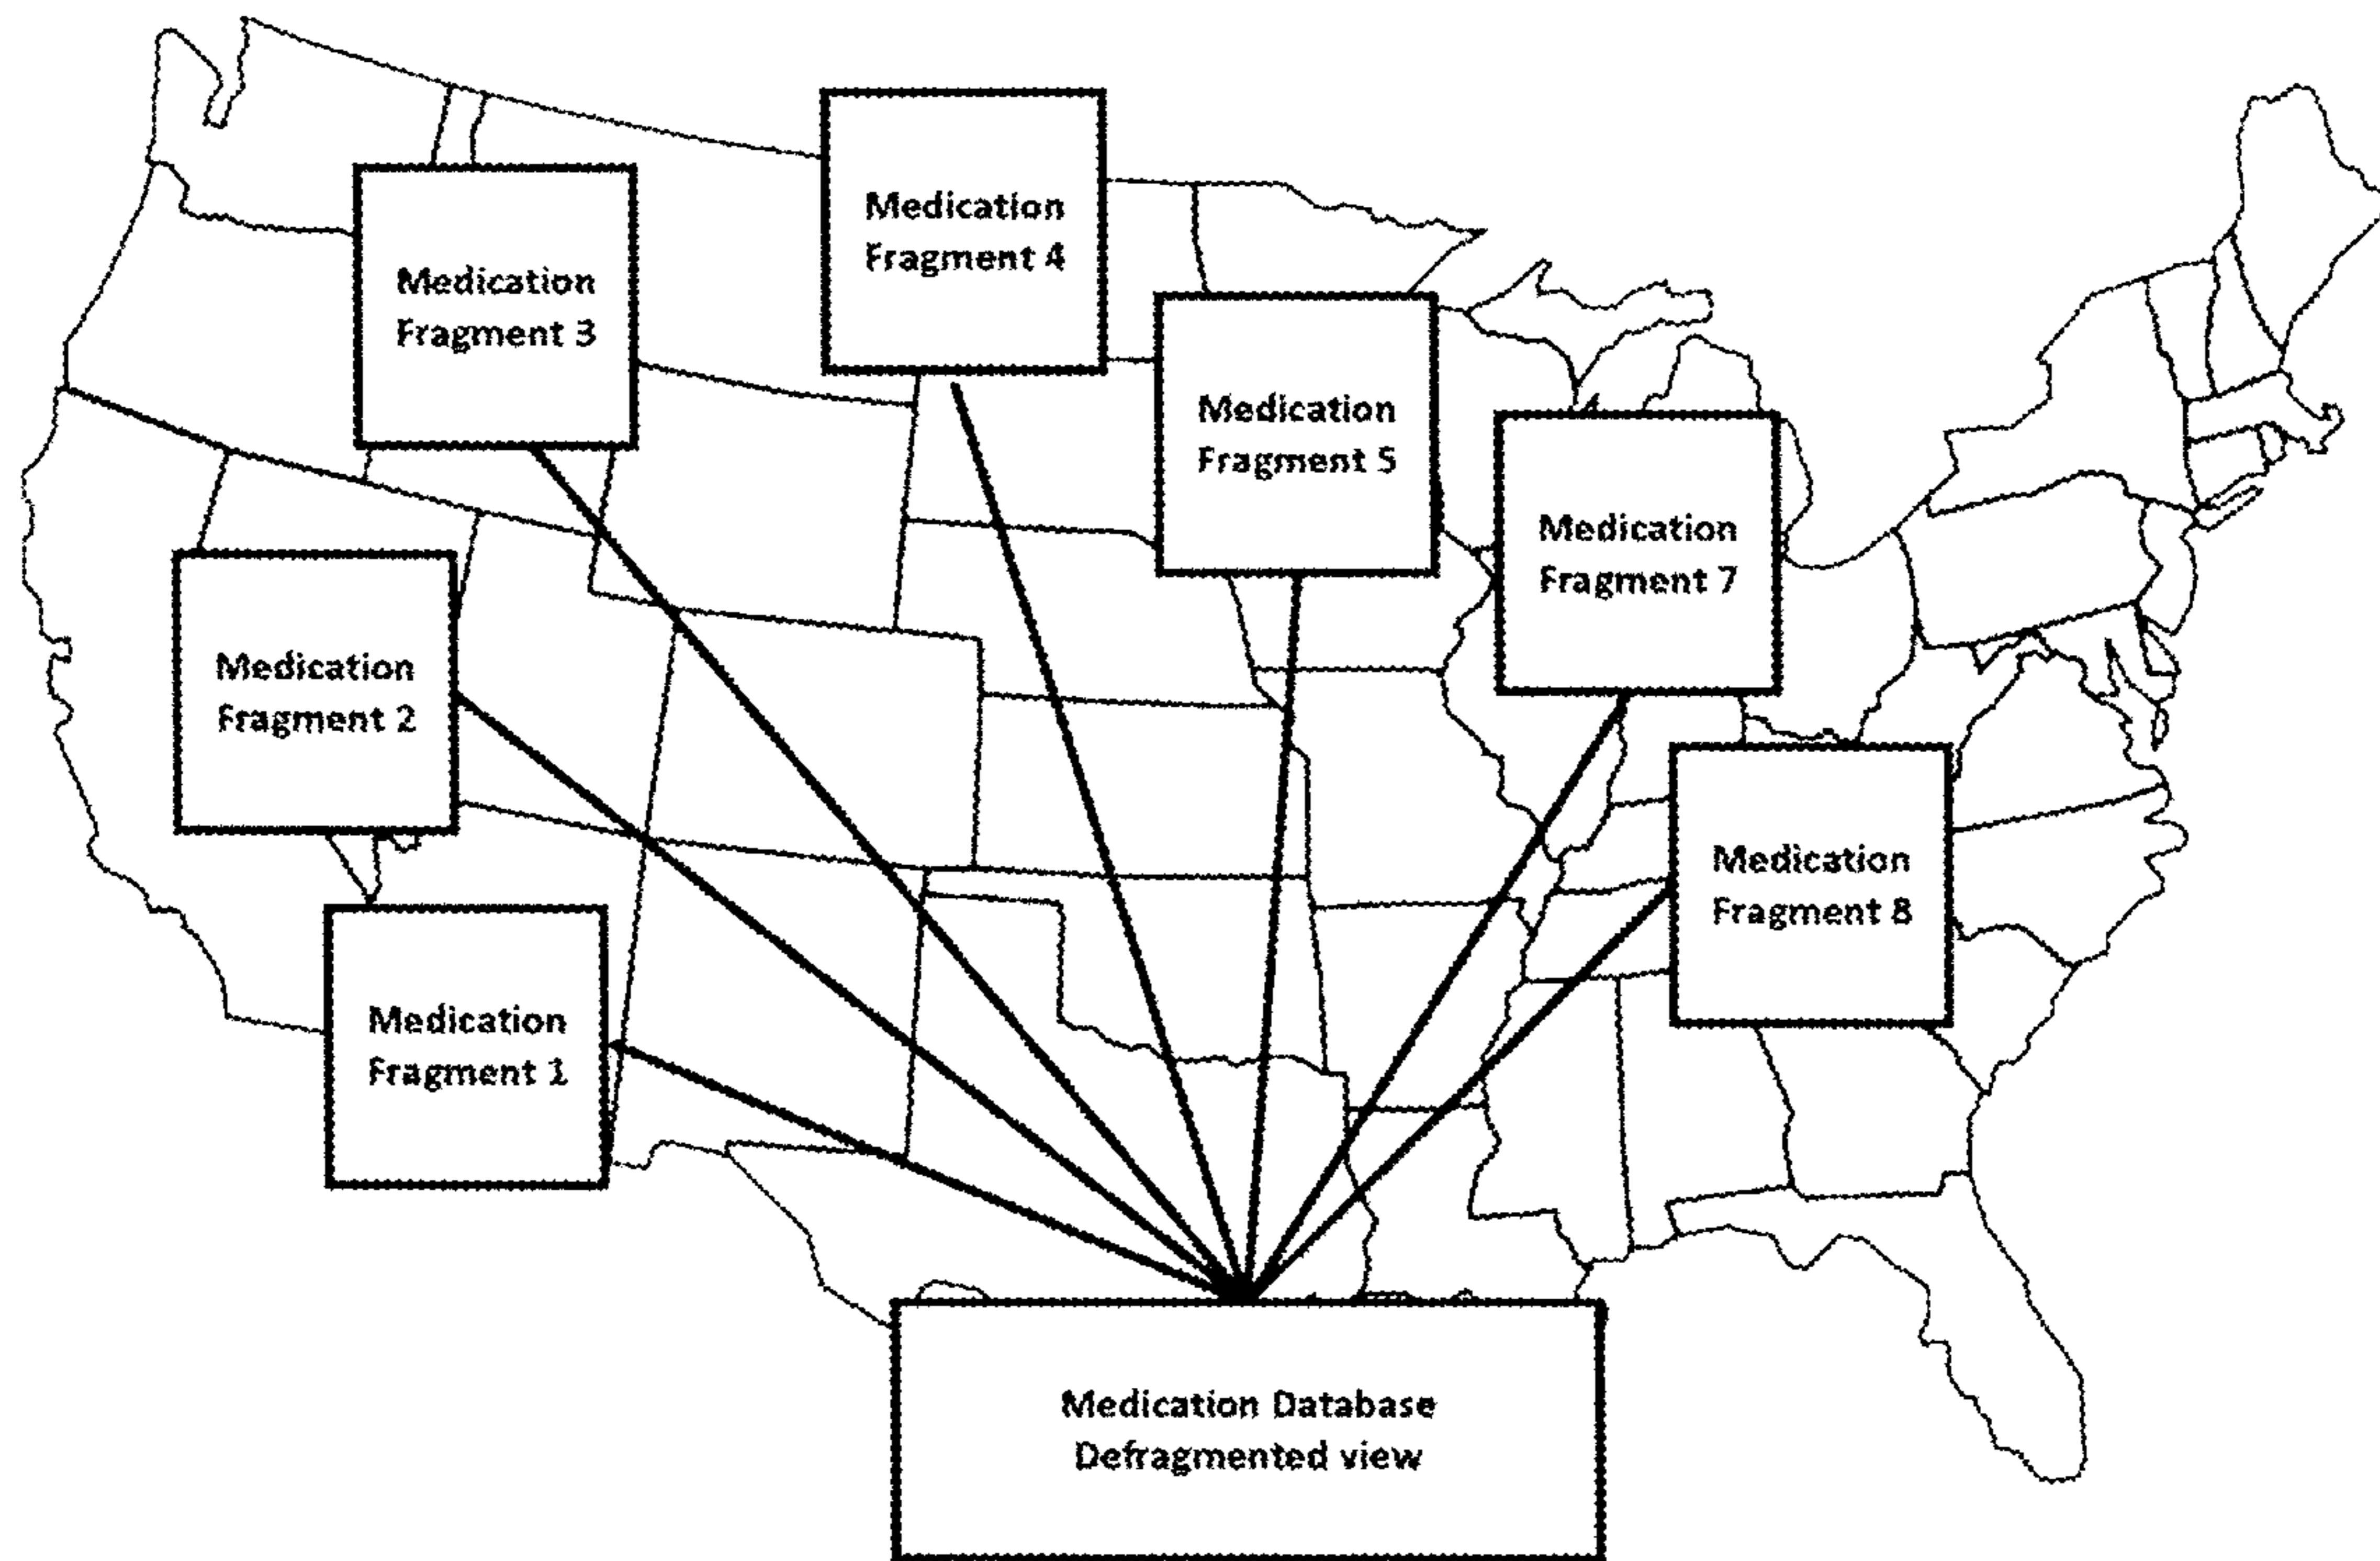 Medication
Fragment 4
Medication
Fragment 3
Medication
Fragment 5
Medication
Fragment 7
Medication
Fragment 2
Medication
Fragment 8
Medication
Fragment 1
Medication Database
Defragmented view